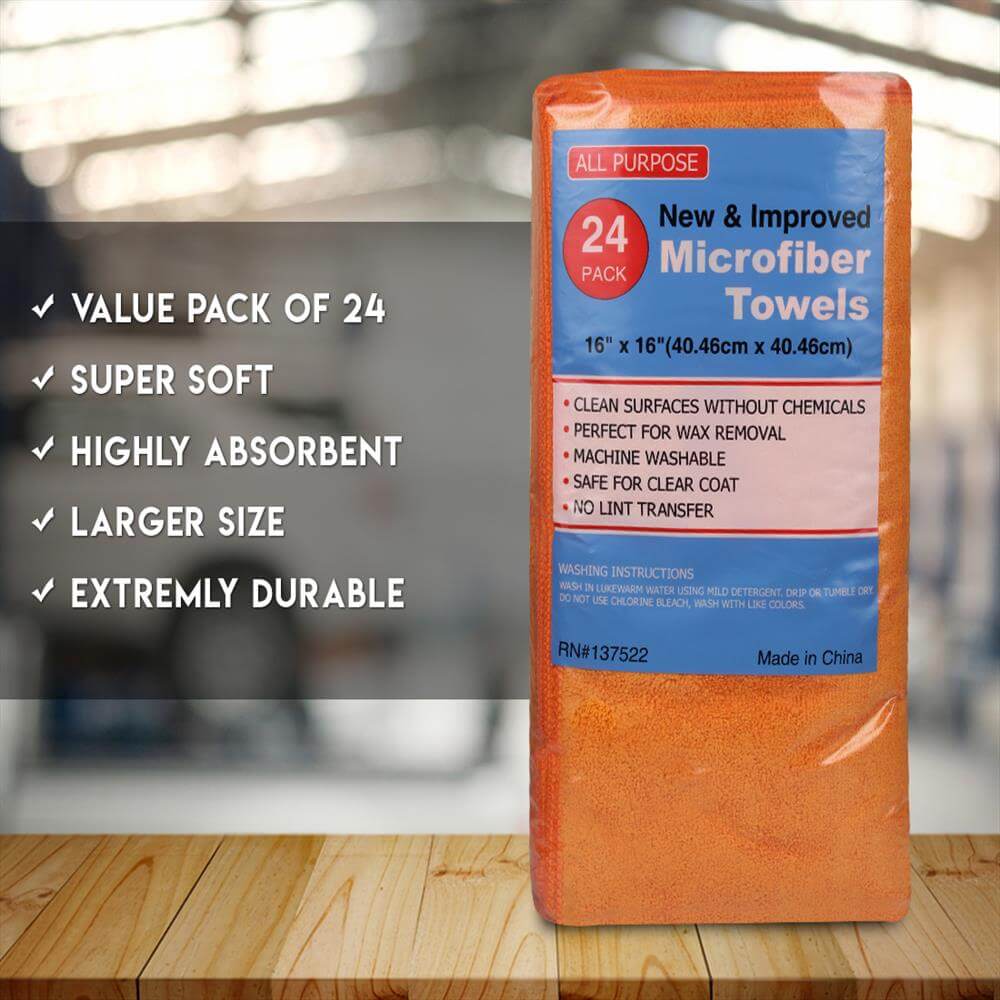 VALUE PACK OF 24
SUPER SOFT
HIGHLY ABSORBENT
LARGER SIZE
EXTREMLY DURABLE
ALL PURPOSE
24
PACK
New & Improved
Microfiber
Towels
16" x 16"(40.46cm x 40.46cm)
• CLEAN SURFACES WITHOUT CHEMICALS
• PERFECT FOR WAX REMOVAL
• MACHINE WASHABLE
• SAFE FOR CLEAR COAT
• NO LINT TRANSFER
WASHING INSTRUCTIONS
WASH IN LUKEWARM WATER USING MILD DETERGENT. DRIP OR TUMBLE DRY.
DO NOT USE CHLORINE BLEACH, WASH WITH LIKE COLORS.
RN#137522
Made in China